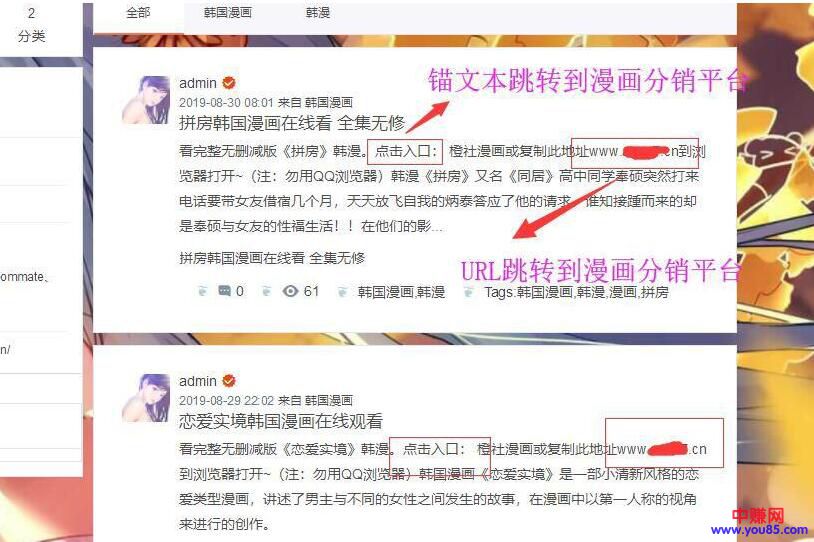 2
分类
全部 韩国漫画 韩漫
admin
2019-08-30 08:01 来自 韩国漫画
锚文本跳转到漫画分销平台
拼房韩国漫画在线看 全集无修
看完整无删减版《拼房》韩漫。点击入口： 橙社漫画或复制此地址www. .cn到浏
览器打开~（注：勿用QQ浏览器）韩漫《拼房》又名《同居》高中同学奉硕突然打来
电话要带女友借宿几个月，天天放飞自我的炳泰答应了他的请求，谁知接踵而来的却
是奉硕与女友的性福生活！！在他们的影...
拼房韩国漫画在线看 全集无修
URL跳转到漫画分销平台
0 61 韩国漫画,韩漫 Tags.韩国漫画,韩漫,漫画,拼房
ommate、
n/
admin
2019-08-29 22:02 来自 韩国漫画
恋爱实境韩国漫画在线观看
看完整无删减版《恋爱实境》韩漫。点击入口： 橙社漫画或复制此地址www. .cn
到浏览器打开~（注：勿用QQ浏览器）韩国漫画《恋爱实境》是一部小清新风格的恋
爱类型漫画，讲述了男主与不同的女性之间发生的故事，在漫画中以第一人称的视角
来进行的创作。
中赚网
www.you85.com